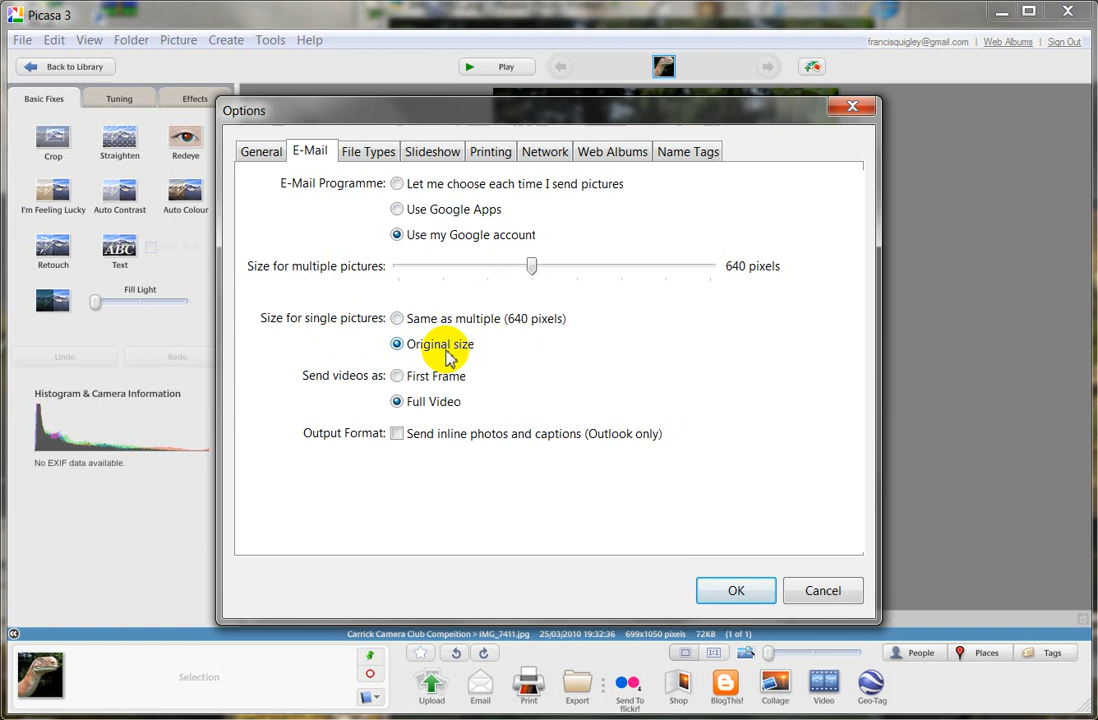 Picasa 3
File Edit View Folder Picture Create Tools Help
francisquigley@gmail.com | Web Albums | Sign Out
Back to Library Play
Basic Fixes Tuning Effects
Crop Straighten Redeye
I'm Feeling Lucky Auto Contrast Auto Colour
Retouch ABC Text
Fill Light
Undo Redo
Histogram & Camera Information
No EXIF data available.
Options
General E-Mail File Types Slideshow Printing Network Web Albums Name Tags
E-Mail Programme: Let me choose each time I send pictures
Use Google Apps
Use my Google account
Size for multiple pictures: 640 pixels
Size for single pictures: Same as multiple (640 pixels)
Original size
Send videos as: First Frame
Full Video
Output Format: Send inline photos and captions (Outlook only)
OK Cancel
Carrick Camera Club Compeition > IMG_7411.jpg 25/03/2010 19:32:36 699x1050 pixels 72KB (1 of 1)
Selection
1:1 People Places Tags
Upload Email Print Export Send To flickr! Shop BlogThis! Collage Video Geo-Tag